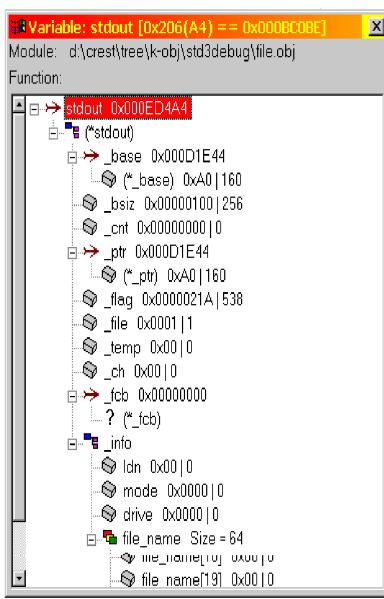 Variable: stdout [0x206(A4) == 0x000BC0BE]
Module: d:\crest\tree\k-obj\std3debug\file.obj
Function:
stdout 0x000ED4A4
(*stdout)
_base 0x000D1E44
(*_base) 0xA0 | 160
_bsiz 0x00000100 | 256
_cnt 0x00000000 | 0
_ptr 0x000D1E44
(*_ptr) 0xA0 | 160
_flag 0x0000021A | 538
_file 0x0001 | 1
_temp 0x00 | 0
_ch 0x00 | 0
_fcb 0x00000000
? (*_fcb)
_info
ldn 0x00 | 0
mode 0x0000 | 0
drive 0x0000 | 0
file_name Size = 64
file_name[19] 0x00 | 0